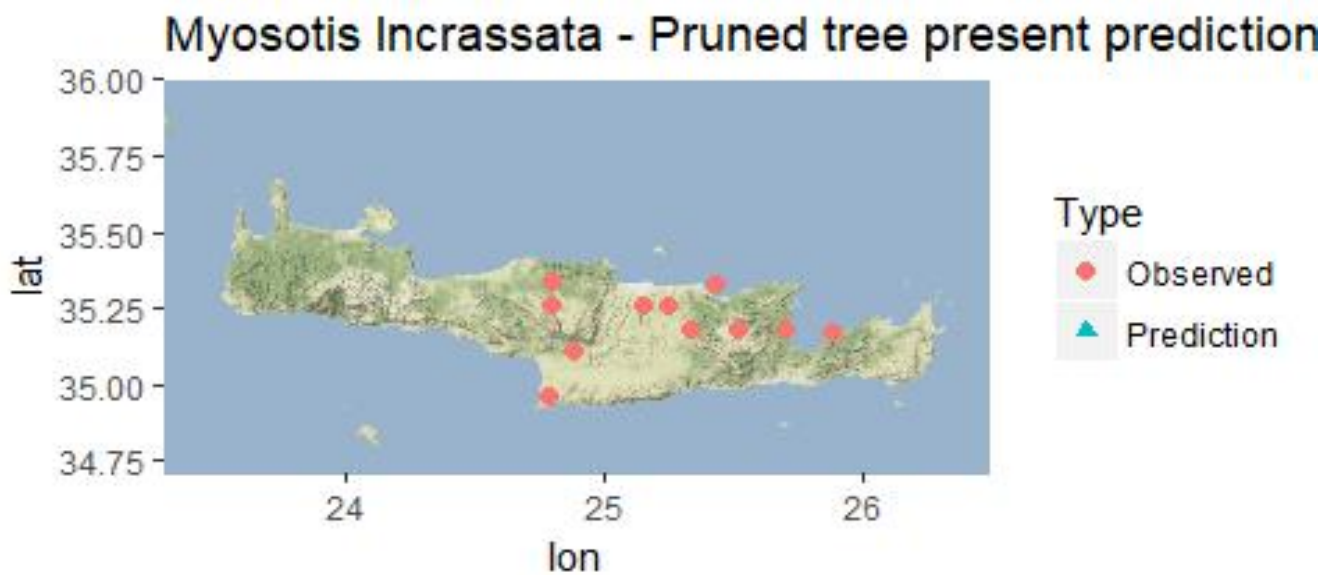 Myosotis Incrassata - Pruned tree present prediction
36.00
35.75
35.50
35.25
35.00
34.75
lat
24 25 26
lon
Type
Observed
Prediction